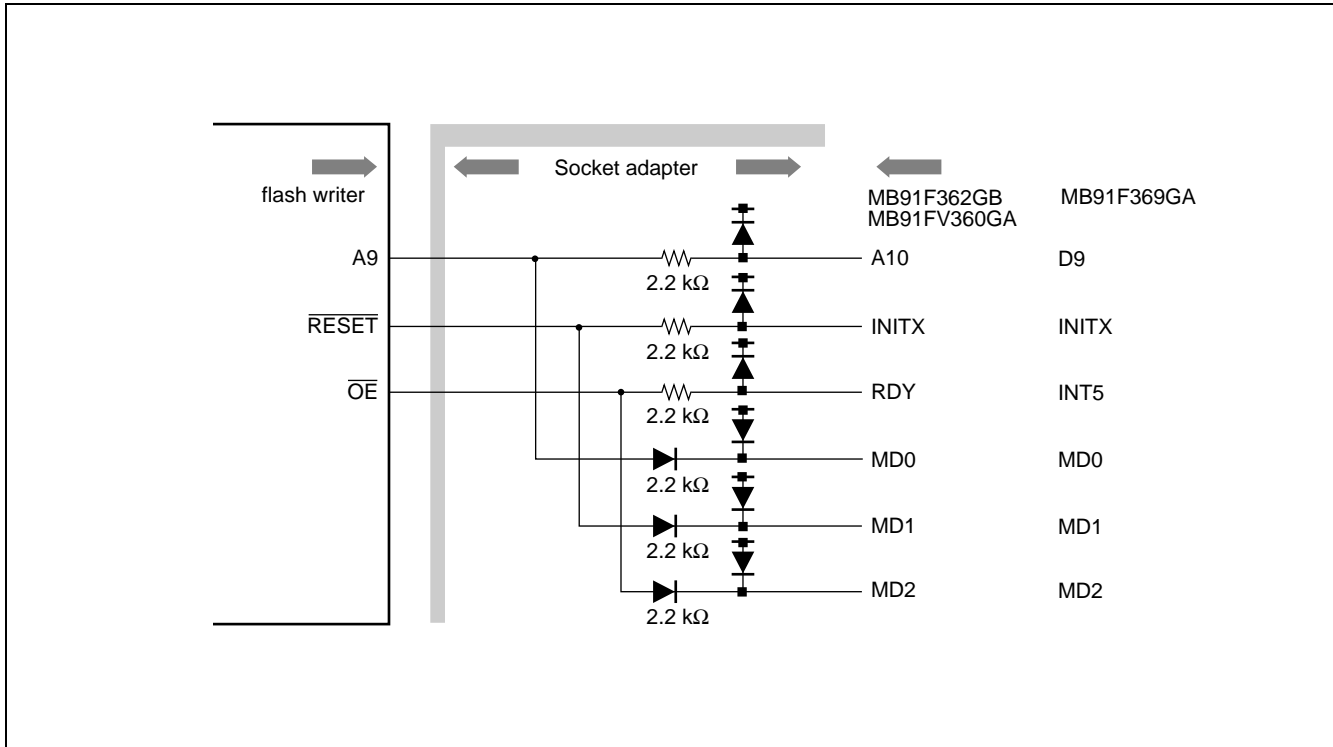 flash writer
Socket adapter
MB91F362GB
MB91FV360GA
MB91F369GA
A9
2.2 kΩ
A10
D9
RESET
2.2 kΩ
INITX
INITX
OE
2.2 kΩ
RDY
INT5
2.2 kΩ
MD0
MD0
2.2 kΩ
MD1
MD1
2.2 kΩ
MD2
MD2